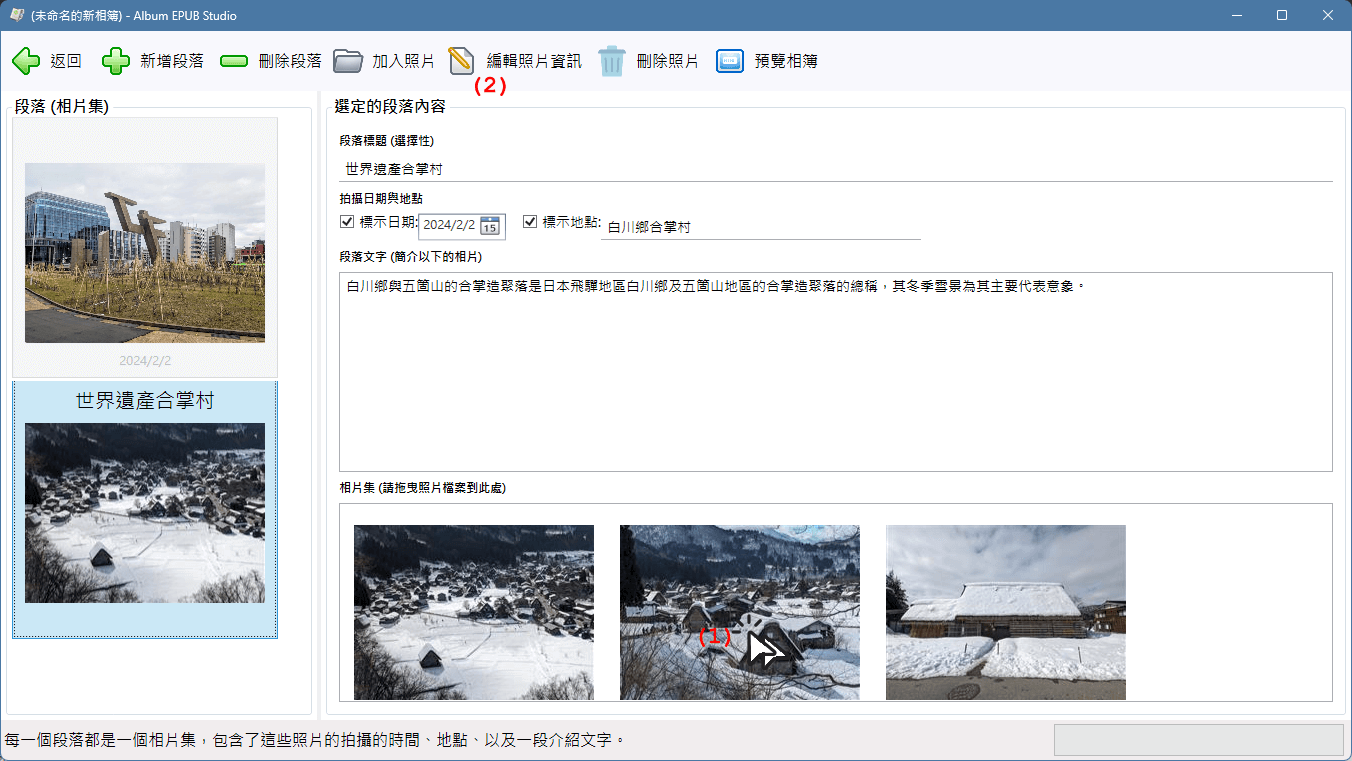 (未命名的新相簿) - Album EPUB Studio
返回 新增段落 刪除段落 加入照片 編輯照片資訊 刪除照片 預覽相簿
(2)
段落 (相片集)
2024/2/2
世界遺產合掌村
選定的段落內容
段落標題 (選擇性)
世界遺產合掌村
拍攝日期與地點
標示日期: 2024/2/2 15 標示地點: 白川鄉合掌村
段落文字 (簡介以下的相片)
白川鄉與五箇山的合掌造聚落是日本飛驒地區白川鄉及五箇山地區的合掌造聚落的總稱，其冬季雪景為其主要代表意象。
相片集 (請拖曳照片檔案到此處)
(1)
每一個段落都是一個相片集，包含了這些照片的拍攝的時間、地點、以及一段介紹文字。